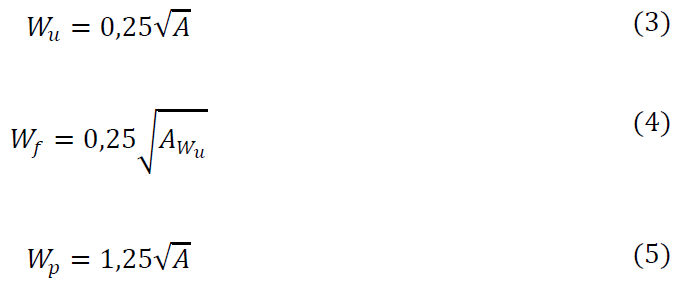 W_u = 0,25√A (3)
W_f = 0,25√A_{W_u} (4)
W_p = 1,25√A (5)